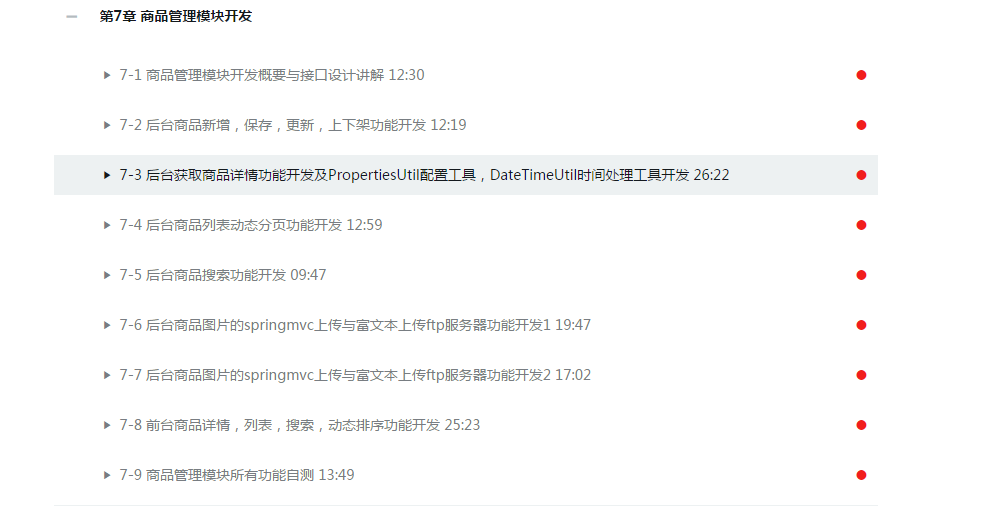 第7章 商品管理模块开发
7-1 商品管理模块开发概要与接口设计讲解 12:30
7-2 后台商品新增，保存，更新，上下架功能开发 12:19
7-3 后台获取商品详情功能开发及PropertiesUtil配置工具，DateTimeUtil时间处理工具开发 26:22
7-4 后台商品列表动态分页功能开发 12:59
7-5 后台商品搜索功能开发 09:47
7-6 后台商品图片的springmvc上传与富文本上传ftp服务器功能开发1 19:47
7-7 后台商品图片的springmvc上传与富文本上传ftp服务器功能开发2 17:02
7-8 前台商品详情，列表，搜索，动态排序功能开发 25:23
7-9 商品管理模块所有功能自测 13:49